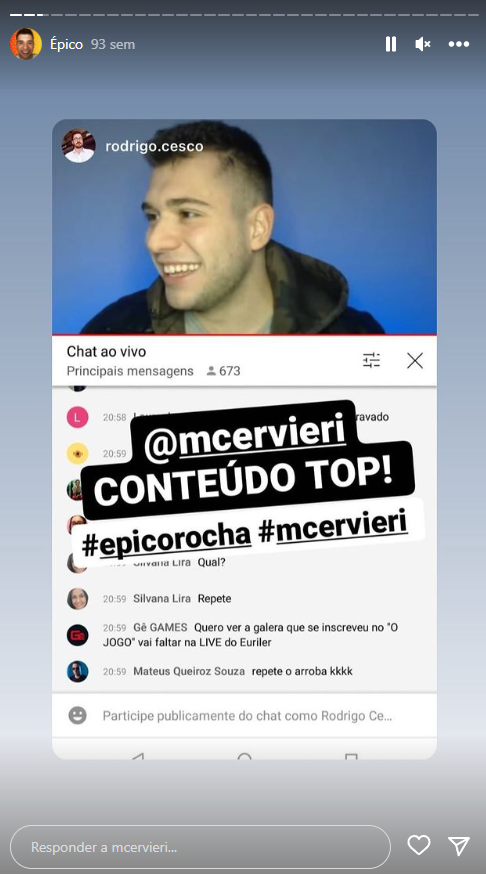 Épico 93 sem
rodrigo.cesco
Chat ao vivo
Principais mensagens 673
L 20:58 ravado
@mcervieri
20:59
CONTEÚDO TOP!
#epicorocha #mcervieri
Silvana Lira Qual?
20:59 Silvana Lira Repete
20:59 Gê GAMES Quero ver a galera que se inscreveu no "O
JOGO" vai faltar na LIVE do Euriler
20:59 Mateus Queiroz Souza repete o arroba kkkk
Participe publicamente do chat como Rodrigo Ce...
Responder a mcervieri...